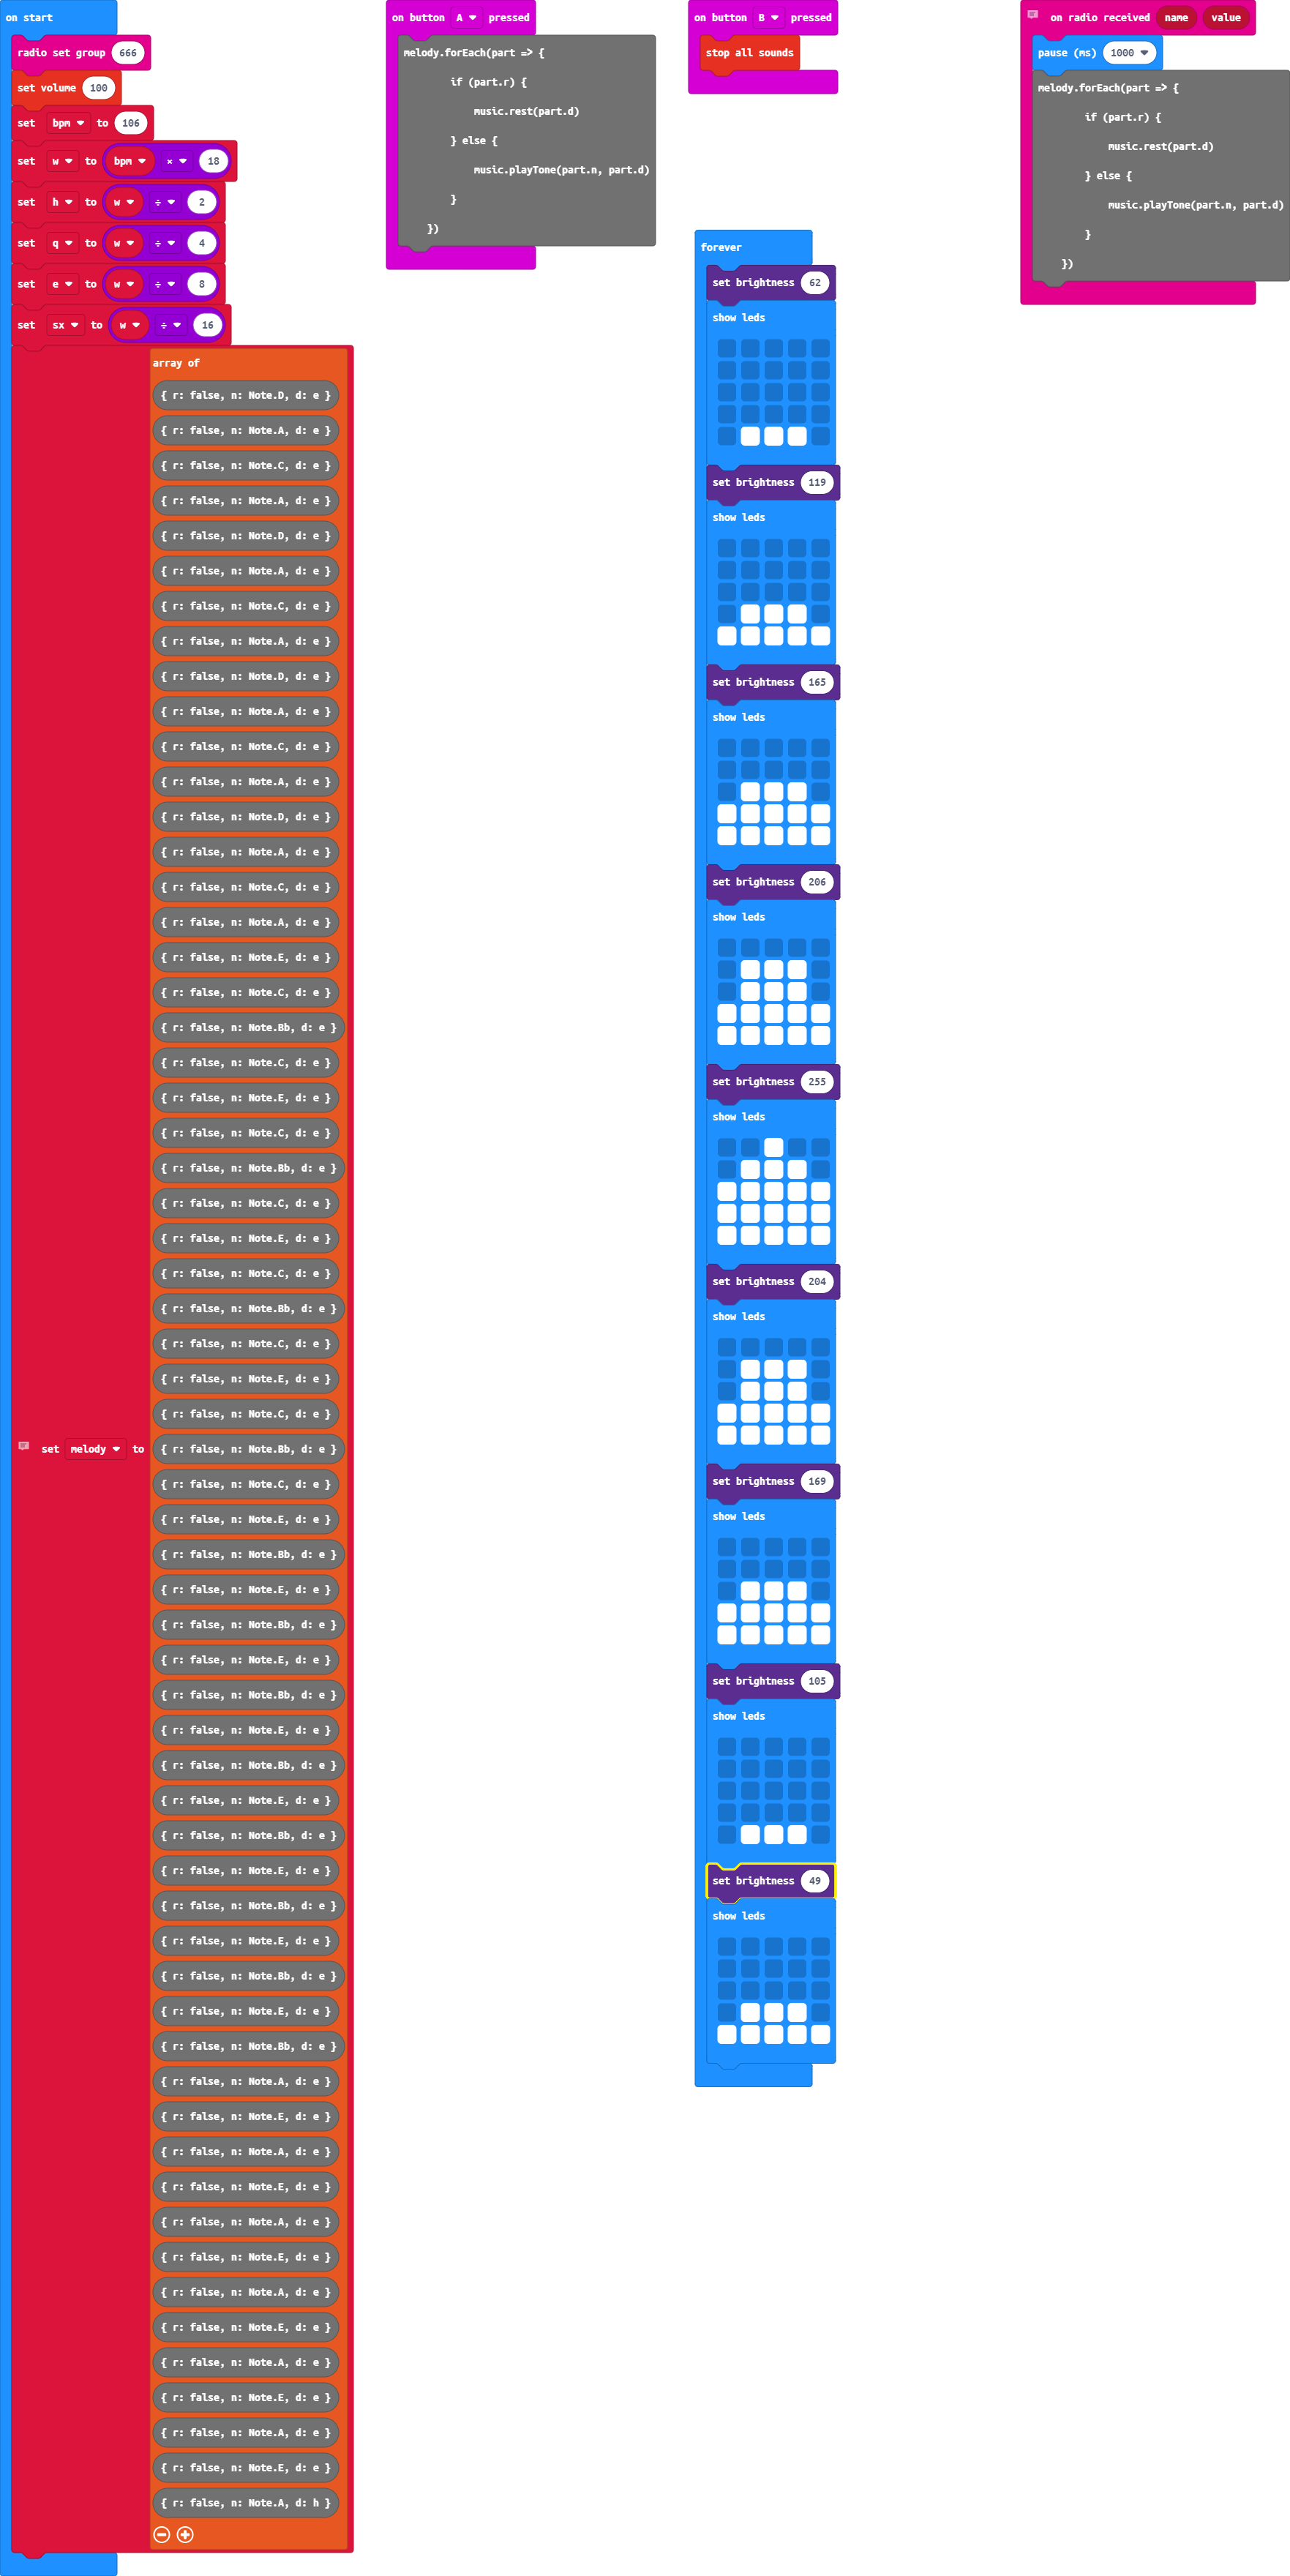 on start
radio set group 666
set volume 100
set bpm to 106
set w to bpm × 18
set h to w ÷ 2
set q to w ÷ 4
set e to w ÷ 8
set sx to w ÷ 16
set melody to
array of
{ r: false, n: Note.D, d: e }
{ r: false, n: Note.A, d: e }
{ r: false, n: Note.C, d: e }
{ r: false, n: Note.A, d: e }
{ r: false, n: Note.D, d: e }
{ r: false, n: Note.A, d: e }
{ r: false, n: Note.C, d: e }
{ r: false, n: Note.A, d: e }
{ r: false, n: Note.D, d: e }
{ r: false, n: Note.A, d: e }
{ r: false, n: Note.C, d: e }
{ r: false, n: Note.A, d: e }
{ r: false, n: Note.D, d: e }
{ r: false, n: Note.A, d: e }
{ r: false, n: Note.C, d: e }
{ r: false, n: Note.A, d: e }
{ r: false, n: Note.E, d: e }
{ r: false, n: Note.C, d: e }
{ r: false, n: Note.Bb, d: e }
{ r: false, n: Note.C, d: e }
{ r: false, n: Note.E, d: e }
{ r: false, n: Note.C, d: e }
{ r: false, n: Note.Bb, d: e }
{ r: false, n: Note.C, d: e }
{ r: false, n: Note.E, d: e }
{ r: false, n: Note.C, d: e }
{ r: false, n: Note.Bb, d: e }
{ r: false, n: Note.C, d: e }
{ r: false, n: Note.E, d: e }
{ r: false, n: Note.C, d: e }
{ r: false, n: Note.Bb, d: e }
{ r: false, n: Note.C, d: e }
{ r: false, n: Note.E, d: e }
{ r: false, n: Note.Bb, d: e }
{ r: false, n: Note.E, d: e }
{ r: false, n: Note.Bb, d: e }
{ r: false, n: Note.E, d: e }
{ r: false, n: Note.Bb, d: e }
{ r: false, n: Note.E, d: e }
{ r: false, n: Note.Bb, d: e }
{ r: false, n: Note.E, d: e }
{ r: false, n: Note.Bb, d: e }
{ r: false, n: Note.E, d: e }
{ r: false, n: Note.Bb, d: e }
{ r: false, n: Note.E, d: e }
{ r: false, n: Note.Bb, d: e }
{ r: false, n: Note.E, d: e }
{ r: false, n: Note.Bb, d: e }
{ r: false, n: Note.A, d: e }
{ r: false, n: Note.E, d: e }
{ r: false, n: Note.A, d: e }
{ r: false, n: Note.E, d: e }
{ r: false, n: Note.A, d: e }
{ r: false, n: Note.E, d: e }
{ r: false, n: Note.A, d: e }
{ r: false, n: Note.E, d: e }
{ r: false, n: Note.A, d: e }
{ r: false, n: Note.E, d: e }
{ r: false, n: Note.A, d: e }
{ r: false, n: Note.E, d: e }
{ r: false, n: Note.A, d: h }
on button A pressed
melody.forEach(part => {
if (part.r) {
music.rest(part.d)
} else {
music.playTone(part.n, part.d)
}
})
on button B pressed
stop all sounds
forever
set brightness 62
show leds
set brightness 119
show leds
set brightness 165
show leds
set brightness 206
show leds
set brightness 255
show leds
set brightness 204
show leds
set brightness 169
show leds
set brightness 105
show leds
set brightness 49
show leds
on radio received name value
pause (ms) 1000
melody.forEach(part => {
if (part.r) {
music.rest(part.d)
} else {
music.playTone(part.n, part.d)
}
})